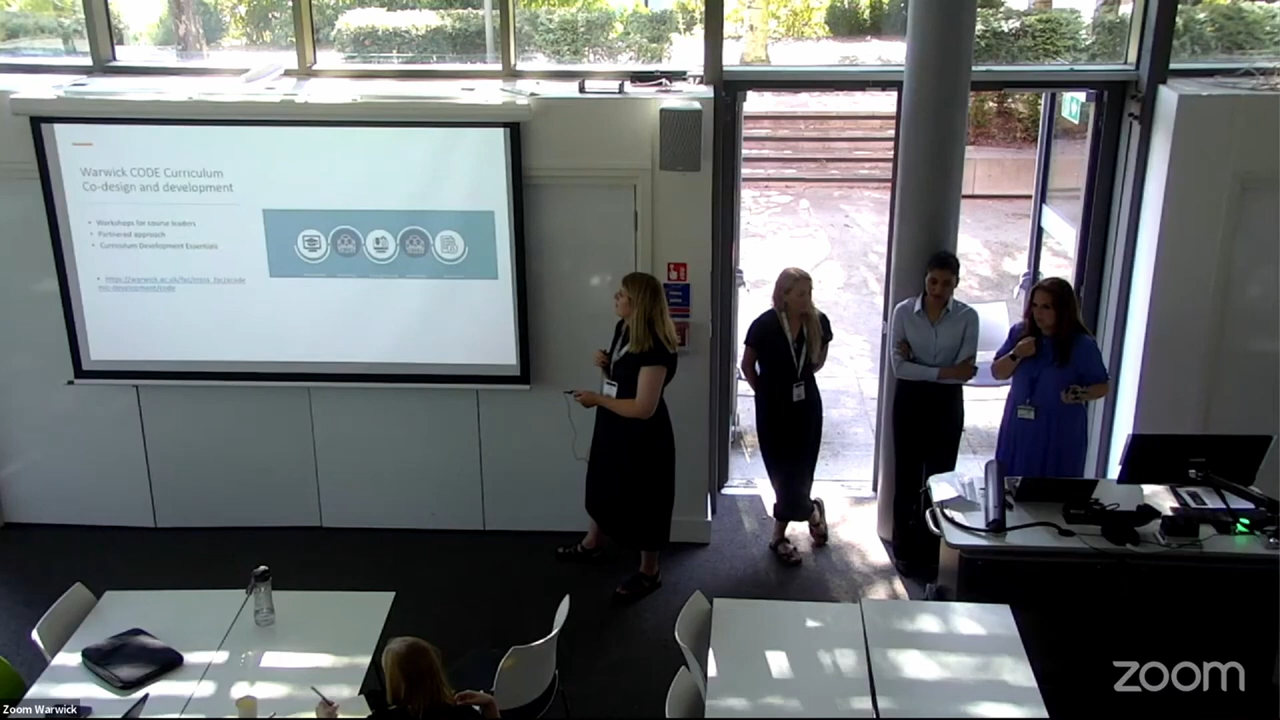 Warwick CODE Curriculum
Co-design and development
• Workshops for course leaders
• Partnered approach
• Curriculum Development Essentials
zoom
Zoom Warwick